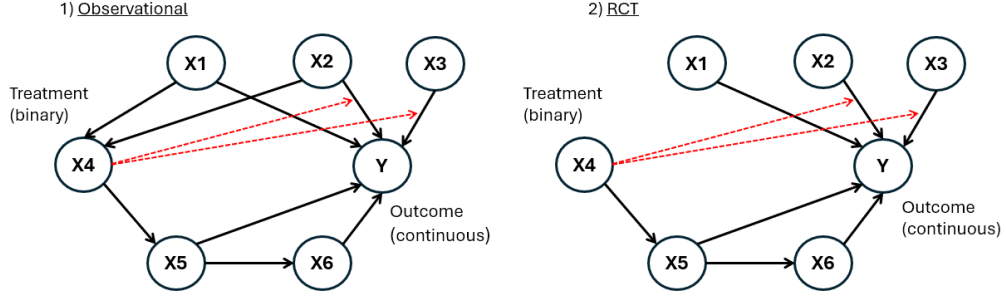 1) Observational
X1
X2
X3
Treatment
(binary)
X4
Y
Outcome
(continuous)
X5
X6
2) RCT
X1
X2
X3
Treatment
(binary)
X4
Y
Outcome
(continuous)
X5
X6